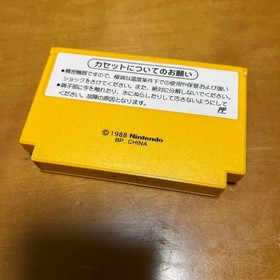 カセットについてのお願い
●精密機器ですので、極端な温度条件下での使用や保管および強い
ショックをさけてください。また、絶対に分解しないでください。
●端子部に手を触れたり、水にぬらしたりして汚さないようにして
ください。故障の原因となります。
©1988 Nintendo
BP, CHINA